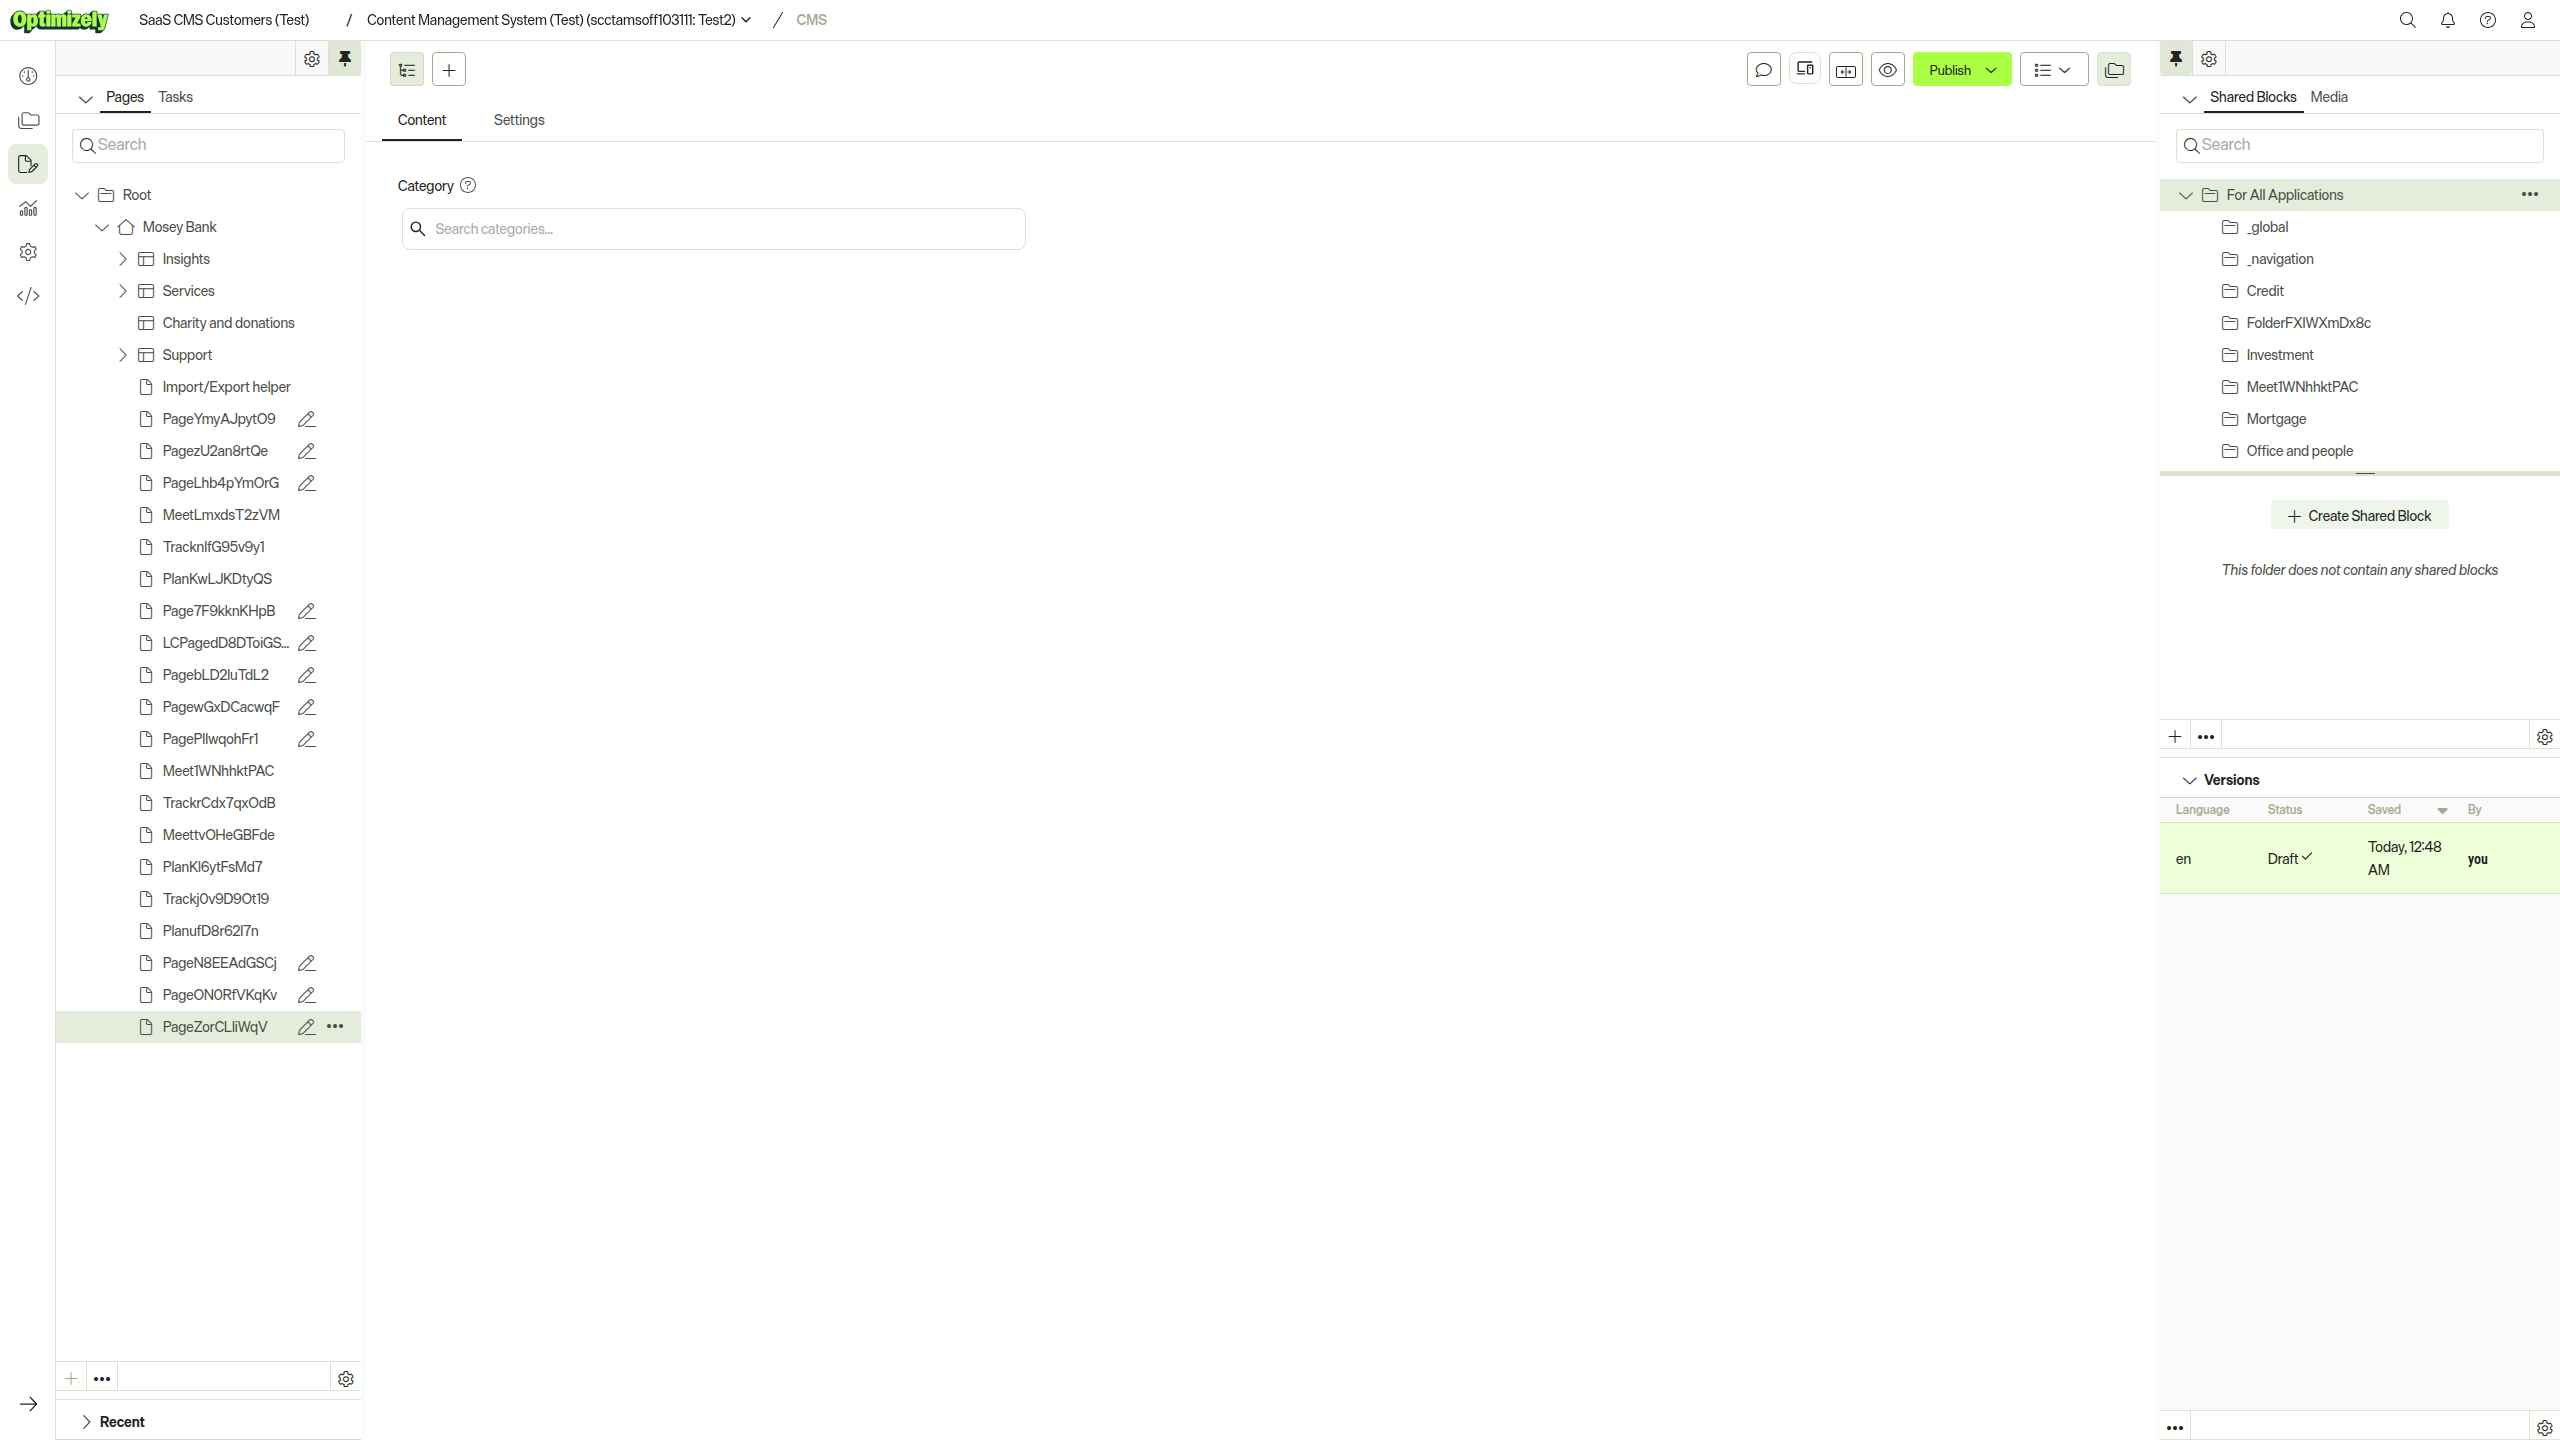 Optimizely
SaaS CMS Customers (Test) / Content Management System (Test) (scctamsoff103111: Test2) / CMS
Pages Tasks
Search
Root
Mosey Bank
Insights
Services
Charity and donations
Support
Import/Export helper
PageYmyAJpytO9
PagezU2an8rtQe
PageLhb4pYmOrG
MeetLmxdsT2zVM
TracknlfG95v9y1
PlanKwLJKDtyQS
Page7F9kknKHpB
LCPagedD8DToiGS...
PagebLD2luTdL2
PagewGxDCacwqF
PagePllwqohFr1
Meet1WNhhktPAC
TrackrCdx7qxOdB
MeettvOHeGBFde
PlanKl6ytFsMd7
Trackj0v9D9Ot19
PlanufD8r62I7n
PageN8EEAdGSCj
PageON0RfVKqKv
PageZorCLliWqV
Recent
Publish
Content Settings
Category
Search categories...
Shared Blocks Media
Search
For All Applications
_global
_navigation
Credit
FolderFXIWXmDx8c
Investment
Meet1WNhhktPAC
Mortgage
Office and people
Create Shared Block
This folder does not contain any shared blocks
Versions
Language Status Saved By
en Draft Today, 12:48 AM you